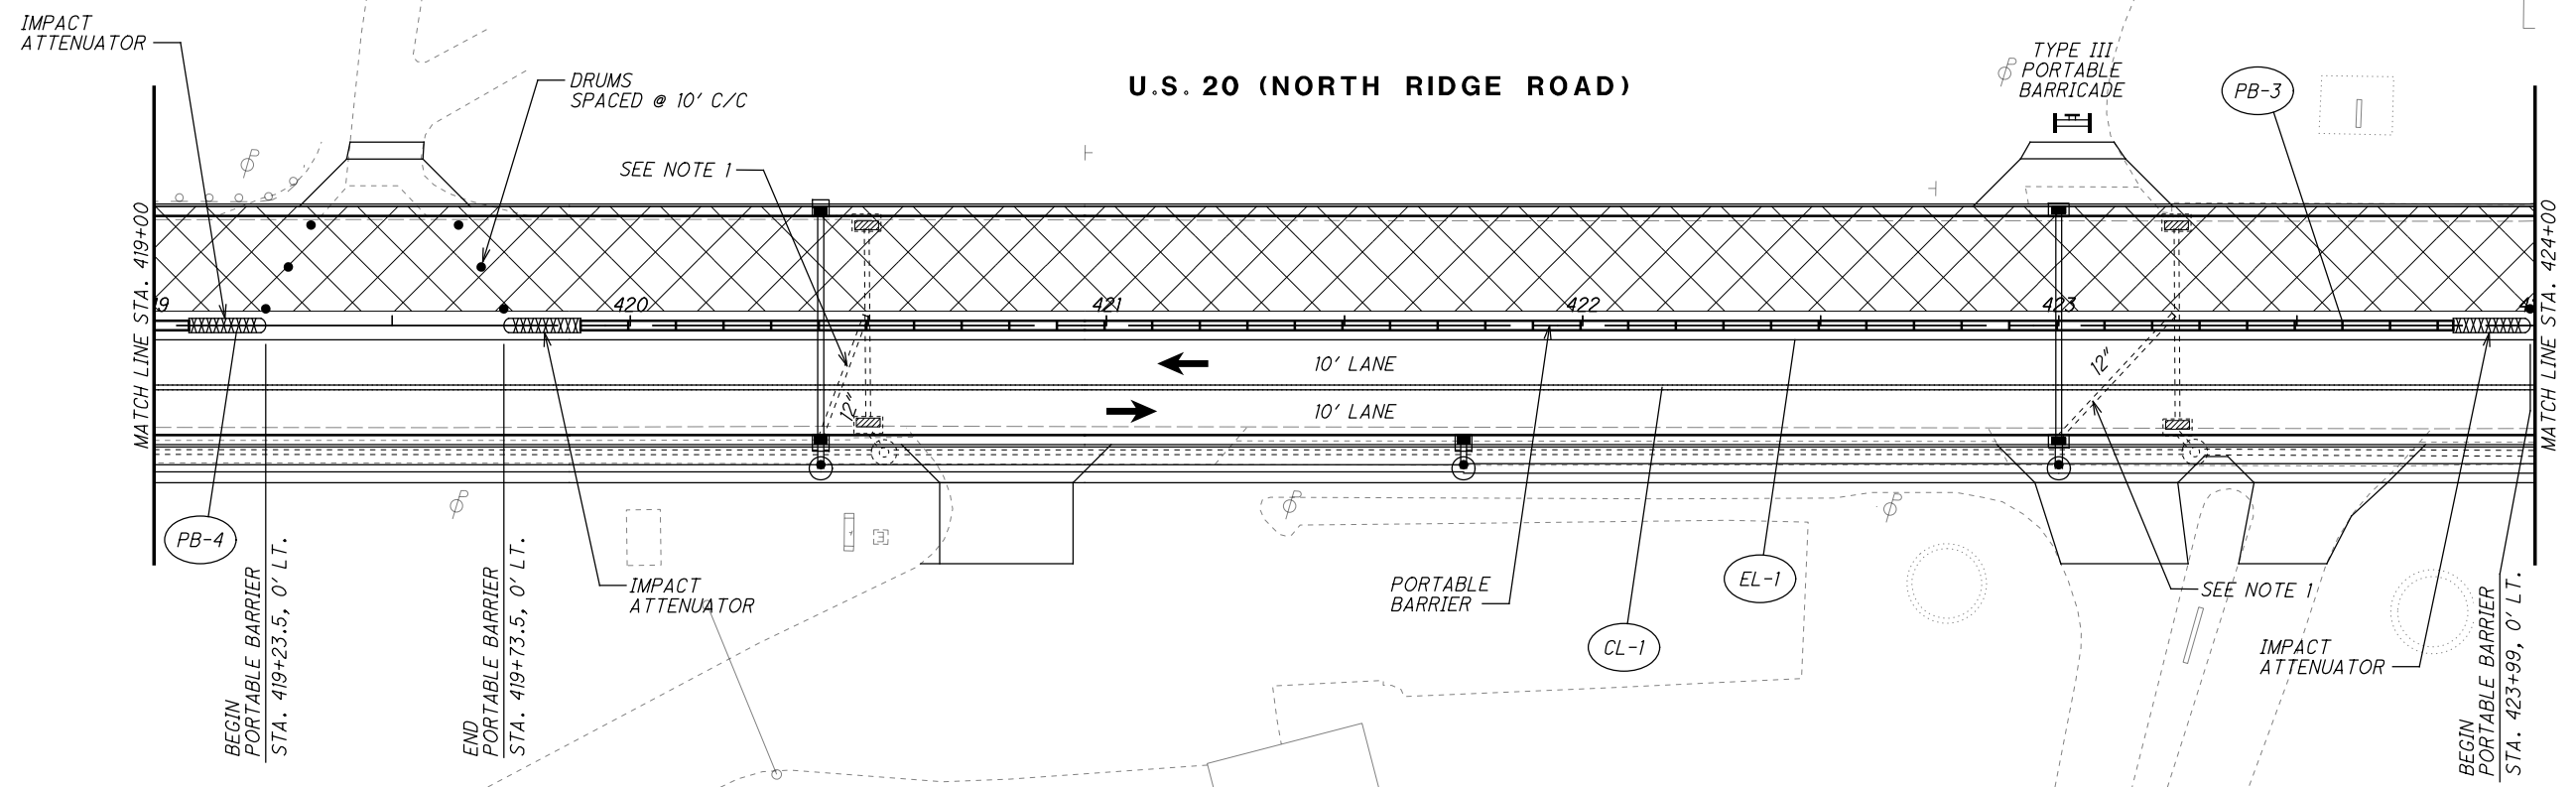 IMPACT
ATTENUATOR
DRUMS
SPACED @ 10' C/C
U.S. 20 (NORTH RIDGE ROAD)
TYPE III
PORTABLE
BARRICADE
PB-3
SEE NOTE 1
MATCH LINE STA. 419+00
19
420
421
422
423
4
MATCH LINE STA. 424+00
10' LANE
12"
10' LANE
12"
PB-4
BEGIN
PORTABLE BARRIER
STA. 419+23.5, 0' LT.
END
PORTABLE BARRIER
STA. 419+73.5, 0' LT.
IMPACT
ATTENUATOR
PORTABLE
BARRIER
EL-1
CL-1
SEE NOTE 1
IMPACT
ATTENUATOR
BEGIN
PORTABLE BARRIER
STA. 423+99, 0' LT.